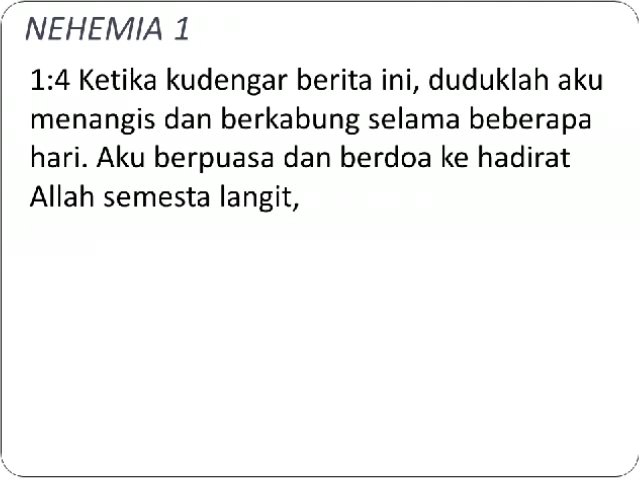 NEHEMIA 1
1:4 Ketika kudengar berita ini, duduklah aku
menangis dan berkabung selama beberapa
hari. Aku berpuasa dan berdoa ke hadirat
Allah semesta langit,